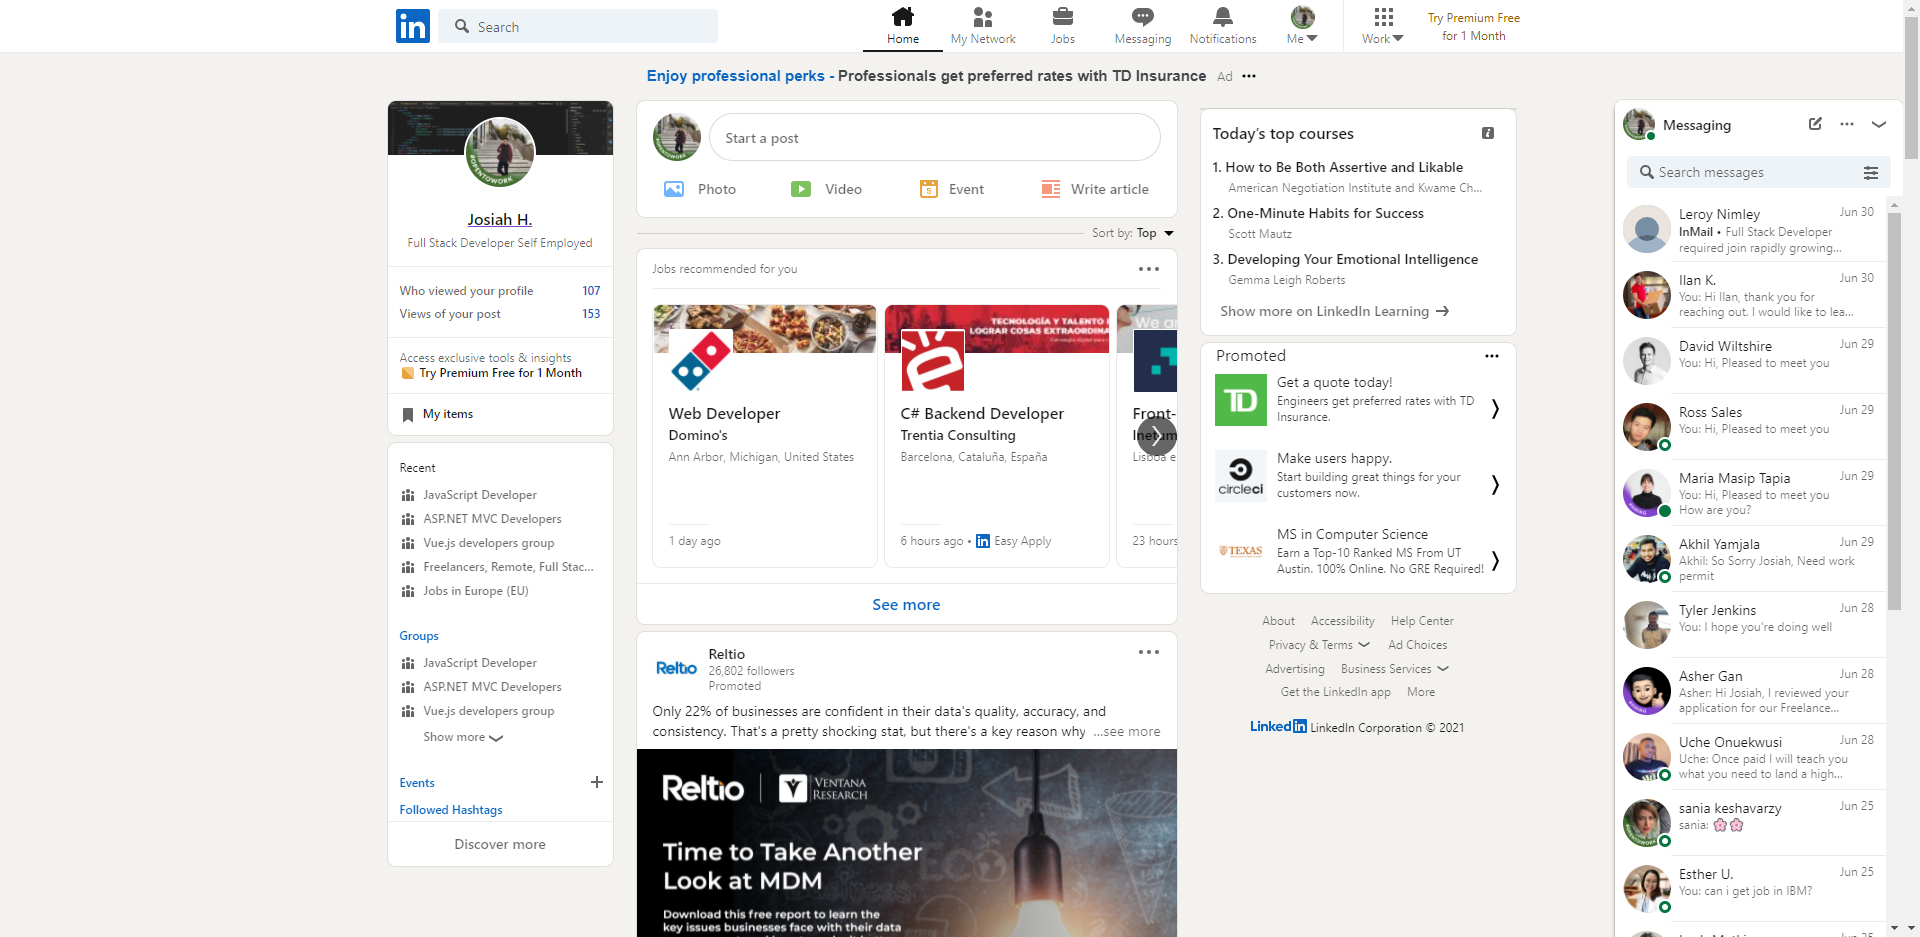 in
Search
Home
My Network
Jobs
Messaging
Notifications
Me
Work
Try Premium Free
for 1 Month
Enjoy professional perks - Professionals get preferred rates with TD Insurance Ad
#OPENTOWORK
Josiah H.
Full Stack Developer Self Employed
Who viewed your profile 107
Views of your post 153
Access exclusive tools & insights
Try Premium Free for 1 Month
My items
Recent
JavaScript Developer
ASP.NET MVC Developers
Vue.js developers group
Freelancers, Remote, Full Stac...
Jobs in Europe (EU)
Groups
JavaScript Developer
ASP.NET MVC Developers
Vue.js developers group
Show more
Events
Followed Hashtags
Discover more
Start a post
Photo
Video
Event
Write article
Sort by: Top
Jobs recommended for you
Web Developer
Domino's
Ann Arbor, Michigan, United States
1 day ago
TECNOLOGÍA Y TALENTO
LOGRAR COSAS
C# Backend Developer
Trentia Consulting
Barcelona, Cataluña, España
6 hours ago • in Easy Apply
We
Front-
23 hours
See more
Reltio
Reltio
26,802 followers
Promoted
Only 22% of businesses are confident in their data's quality, accuracy, and
consistency. That's a pretty shocking stat, but there's a key reason why ...see more
Reltio | VENTANA
RESEARCH
Time to Take Another
Look at MDM
Download this free report to learn the
key issues businesses face with their data
Today's top courses
1. How to Be Both Assertive and Likable
American Negotiation Institute and Kwame Ch...
2. One-Minute Habits for Success
Scott Mautz
3. Developing Your Emotional Intelligence
Gemma Leigh Roberts
Show more on LinkedIn Learning
Promoted
TD
Get a quote today!
Engineers get preferred rates with TD
Insurance.
circleci
Make users happy.
Start building great things for your
customers now.
TEXAS
MS in Computer Science
Earn a Top-10 Ranked MS From UT
Austin. 100% Online. No GRE Required!
About Accessibility Help Center
Privacy & Terms Ad Choices
Advertising Business Services
Get the LinkedIn app More
LinkedIn LinkedIn Corporation © 2021
Messaging
Search messages
Leroy Nimley Jun 30
InMail • Full Stack Developer
required join rapidly growing...
Ilan K. Jun 30
You: Hi Ilan, thank you for
reaching out. I would like to lea...
David Wiltshire Jun 29
You: Hi, Pleased to meet you
Ross Sales Jun 29
You: Hi, Pleased to meet you
Maria Masip Tapia Jun 29
You: Hi, Pleased to meet you
How are you?
Akhil Yamjala Jun 29
Akhil: So Sorry Josiah, Need work
permit
Tyler Jenkins Jun 28
You: I hope you're doing well
Asher Gan Jun 28
Asher: Hi Josiah, I reviewed your
application for our Freelance...
Uche Onuekwusi Jun 28
Uche: Once paid I will teach you
what you need to land a high...
sania keshavarzy Jun 25
sania: 🌸🌸
Esther U. Jun 25
You: can i get job in IBM?